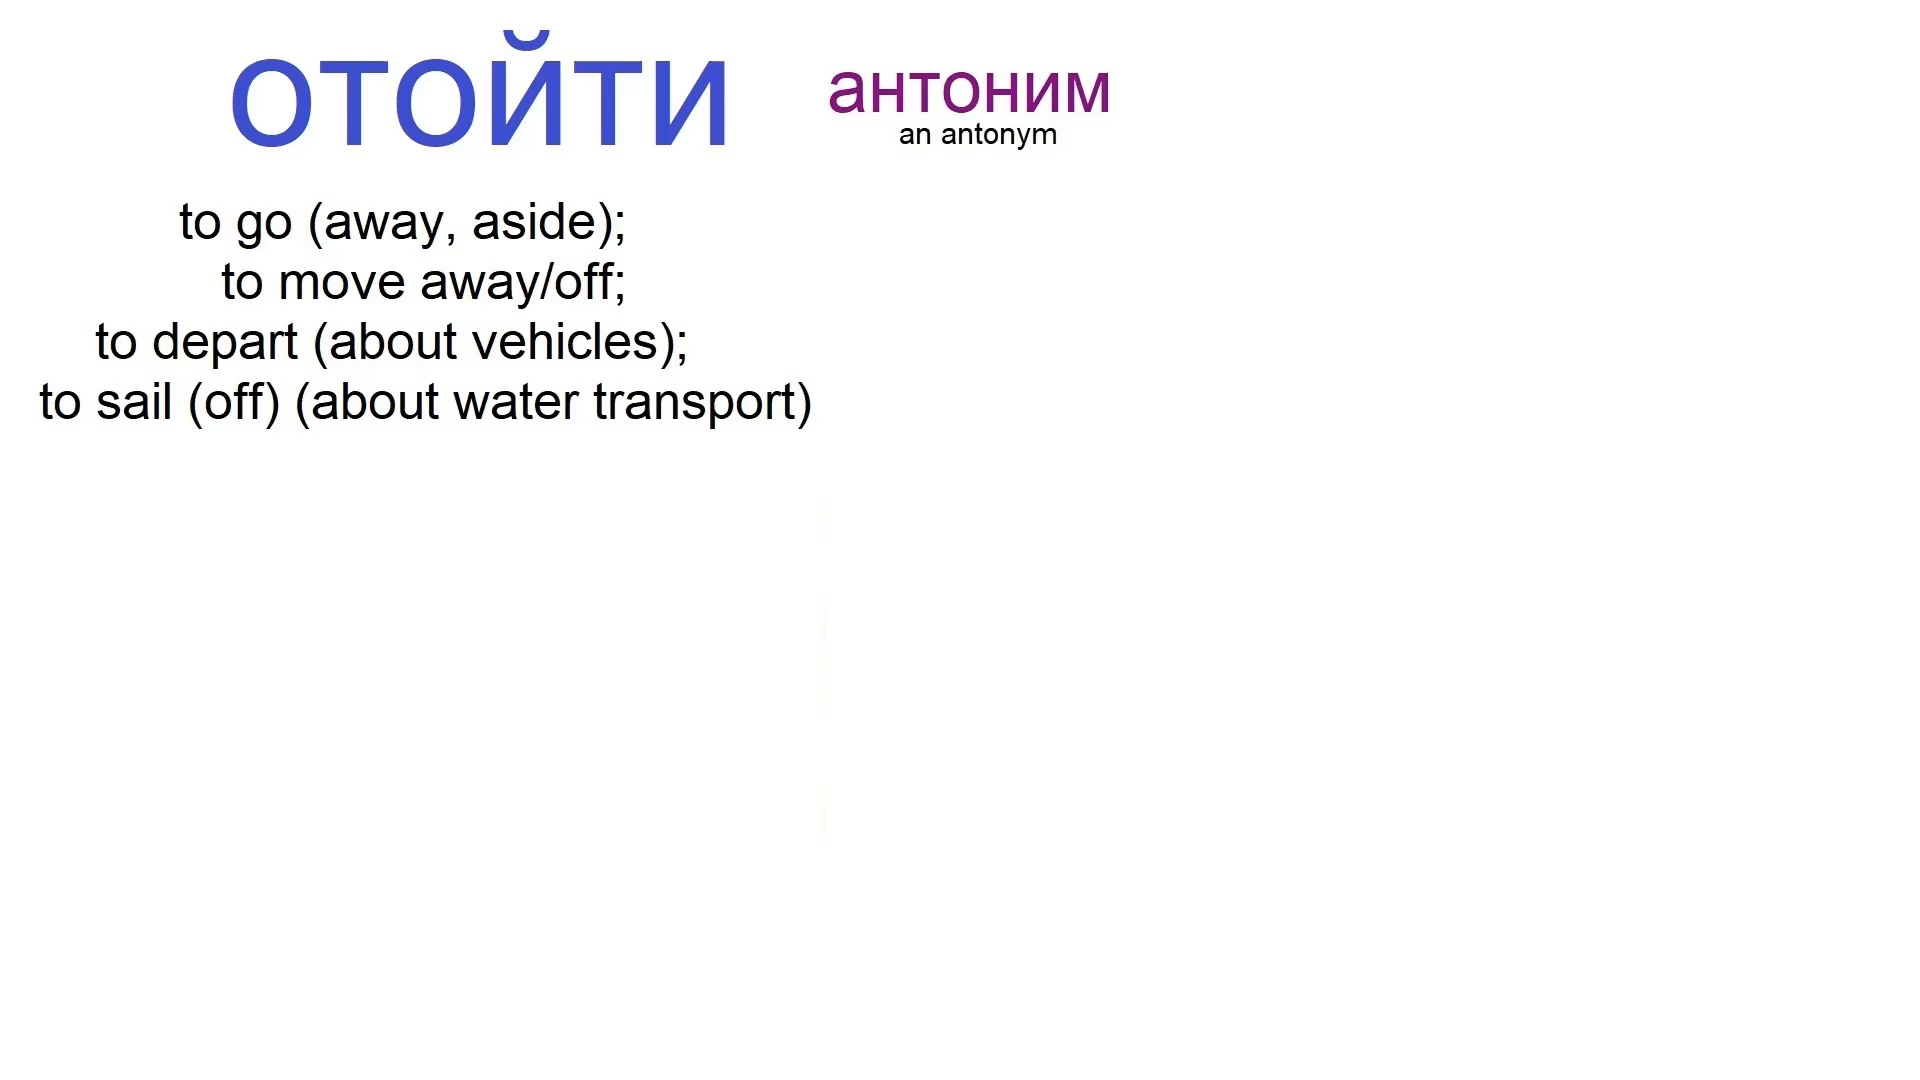 отойти
антоним
an antonym
to go (away, aside);
to move away/off;
to depart (about vehicles);
to sail (off) (about water transport)